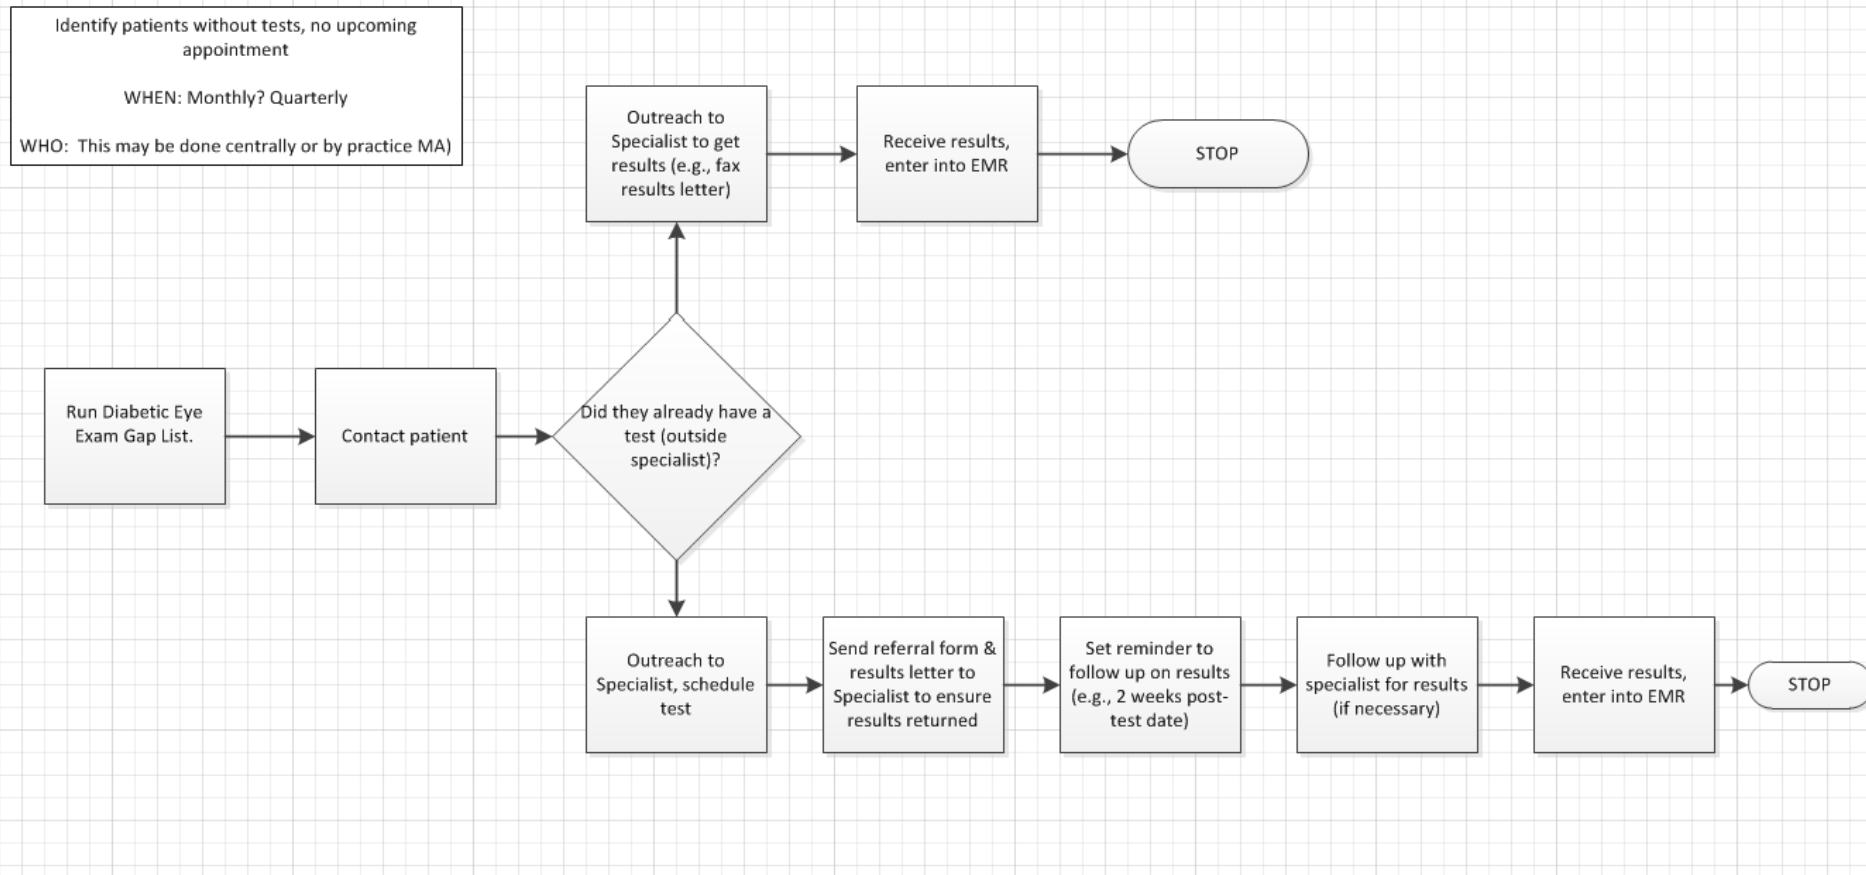 Identify patients without tests, no upcoming
appointment
WHEN: Monthly? Quarterly
WHO: This may be done centrally or by practice MA)
Outreach to
Specialist to get
results (e.g., fax
results letter)
Receive results,
enter into EMR
STOP
Run Diabetic Eye
Exam Gap List.
Contact patient
Did they already have a
test (outside
specialist)?
Outreach to
Specialist, schedule
test
Send referral form &
results letter to
Specialist to ensure
results returned
Set reminder to
follow up on results
(e.g., 2 weeks post-
test date)
Follow up with
specialist for results
(if necessary)
Receive results,
enter into EMR
STOP